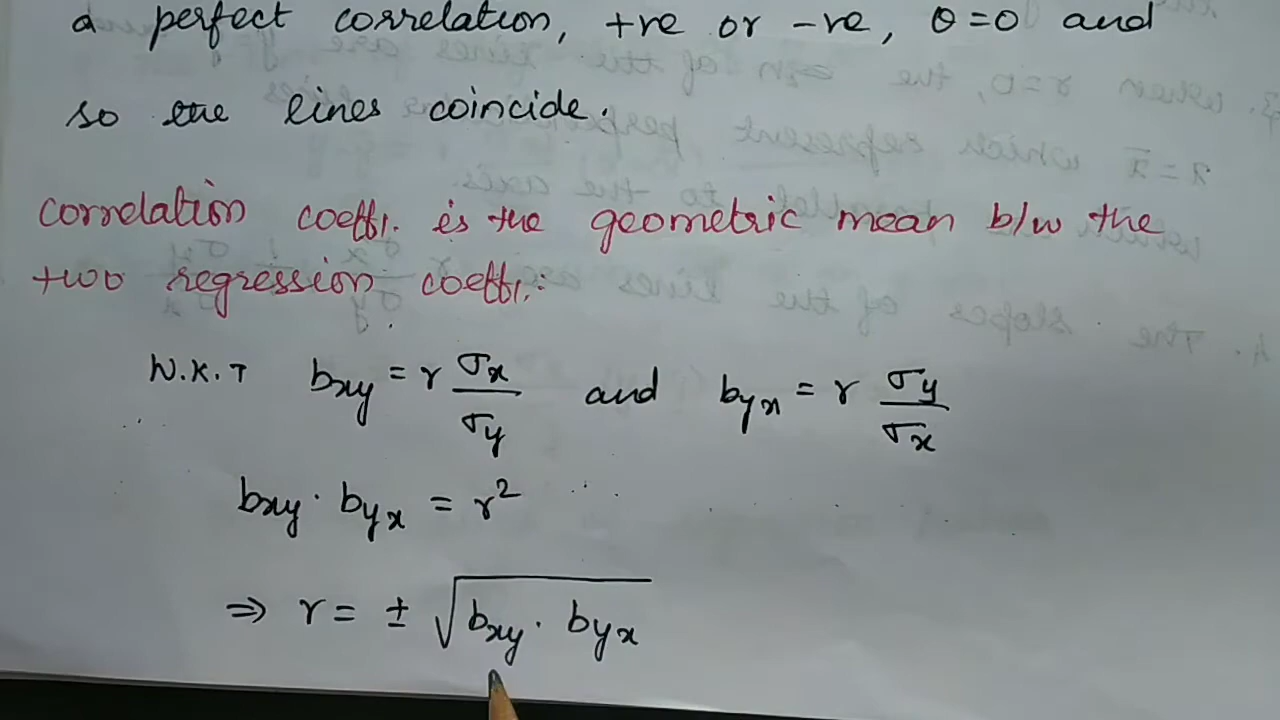 a perfect correlation, +ve or -ve, θ=0 and
so the lines coincide.
correlation coeffi. is the geometric mean b/w the
two regression coeffi.:
W.K.T bxy = r σx/σy and byx = r σy/σx
bxy · byx = r²
⇒ r = ± √(bxy · byx)